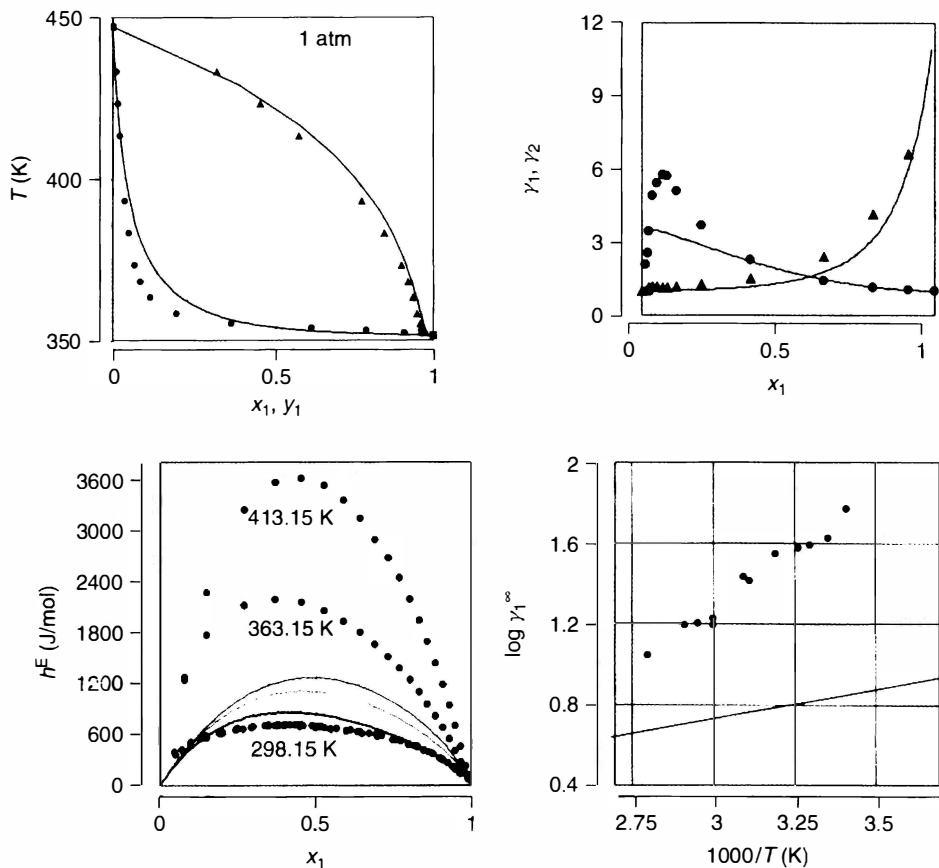 450
400
350
T (K)
1 atm
0
0.5
1
x₁, y₁
12
9
6
3
0
γ₁, γ₂
0
0.5
1
x₁
3600
3000
2400
1800
1200
600
0
hᴱ (J/mol)
413.15 K
363.15 K
298.15 K
0
0.5
1
x₁
2
1.6
1.2
0.8
0.4
log γ₁^∞
2.75
3
3.25
3.5
1000/T (K)